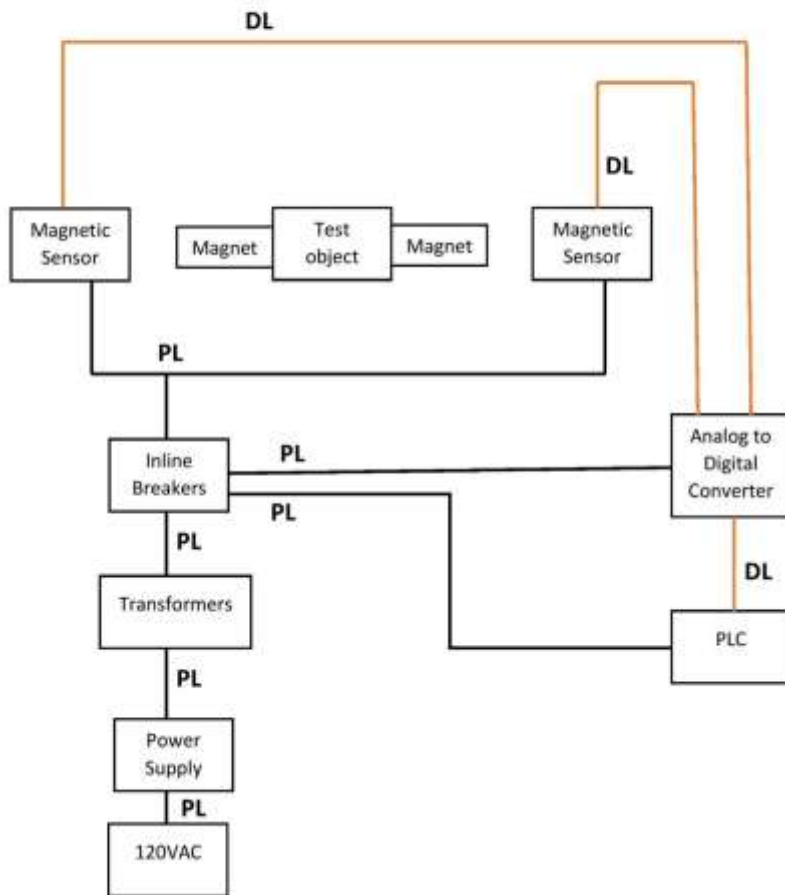 DL
DL
Magnetic
Sensor
Magnet
Test
object
Magnet
Magnetic
Sensor
PL
Inline
Breakers
PL
PL
Analog to
Digital
Converter
PL
DL
Transformers
PLC
PL
Power
Supply
PL
120VAC